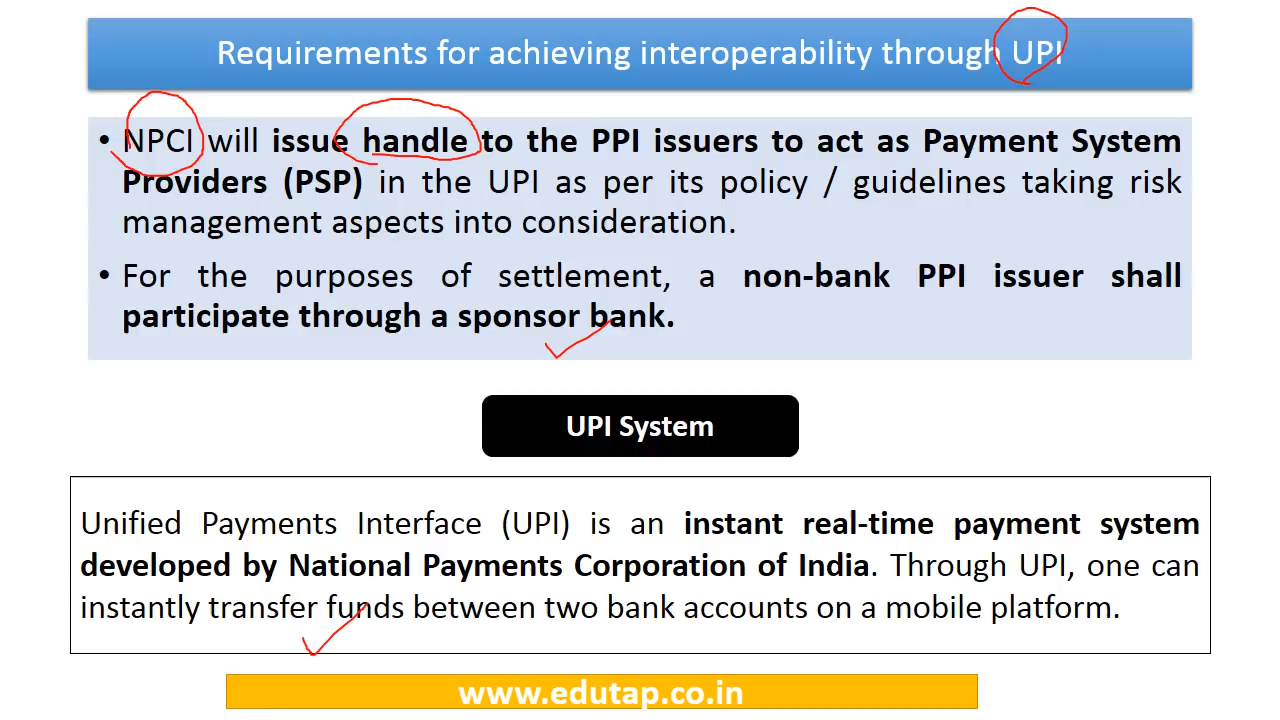 Requirements for achieving interoperability through UPI
• NPCI will issue handle to the PPI issuers to act as Payment System
Providers (PSP) in the UPI as per its policy / guidelines taking risk
management aspects into consideration.
• For the purposes of settlement, a non-bank PPI issuer shall
participate through a sponsor bank.
UPI System
Unified Payments Interface (UPI) is an instant real-time payment system
developed by National Payments Corporation of India. Through UPI, one can
instantly transfer funds between two bank accounts on a mobile platform.
www.edutap.co.in